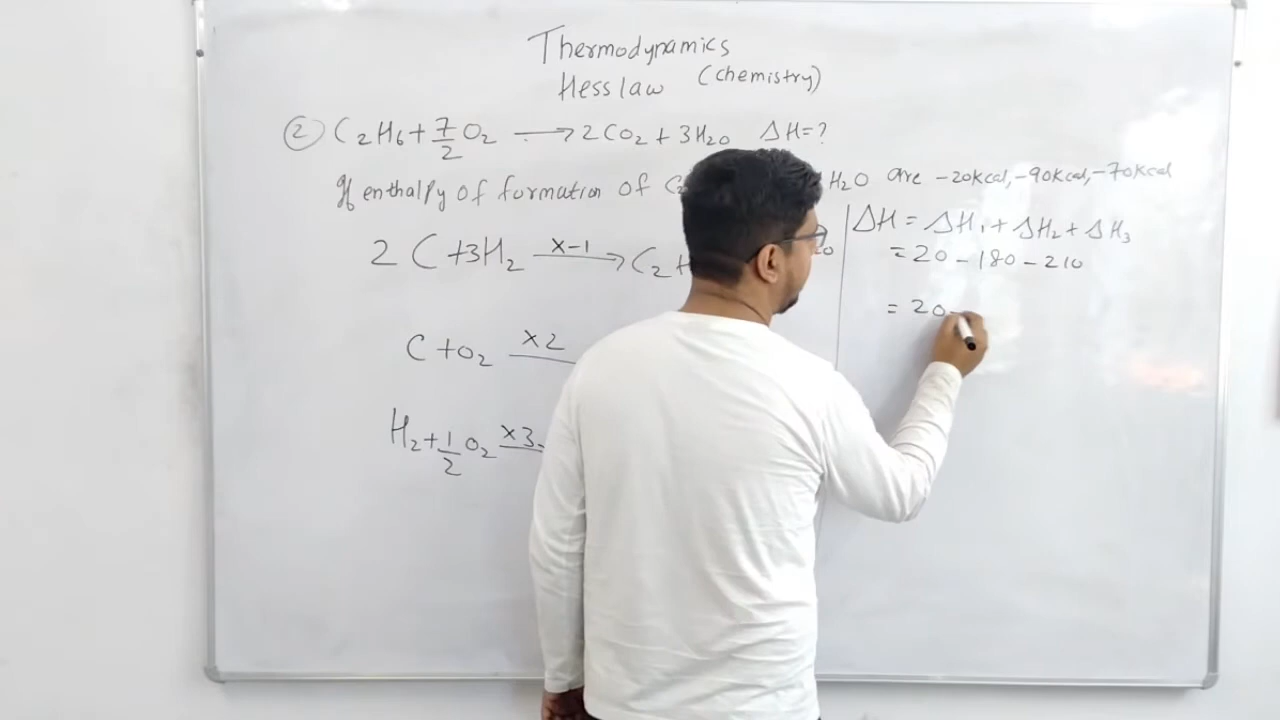 Thermodynamics
Hess law (chemistry)
② C₂H₆ + 7/2 O₂ → 2CO₂ + 3H₂O ΔH = ?
If enthalpy of formation of H₂O are -20Kcal, -90Kcal, -70Kcal
2C + 3H₂ x-1 → C₂H
C + O₂ x2
H₂ + 1/2 O₂ x3
ΔH = ΔH₁ + ΔH₂ + ΔH₃
= 20 - 180 - 210
= 20 -